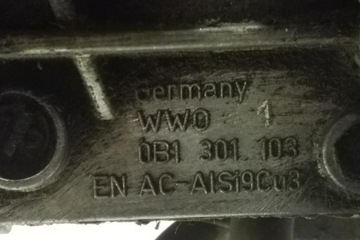 Germany
WWO 1
0B1 301 103
EN AC-AlSi9Cu3